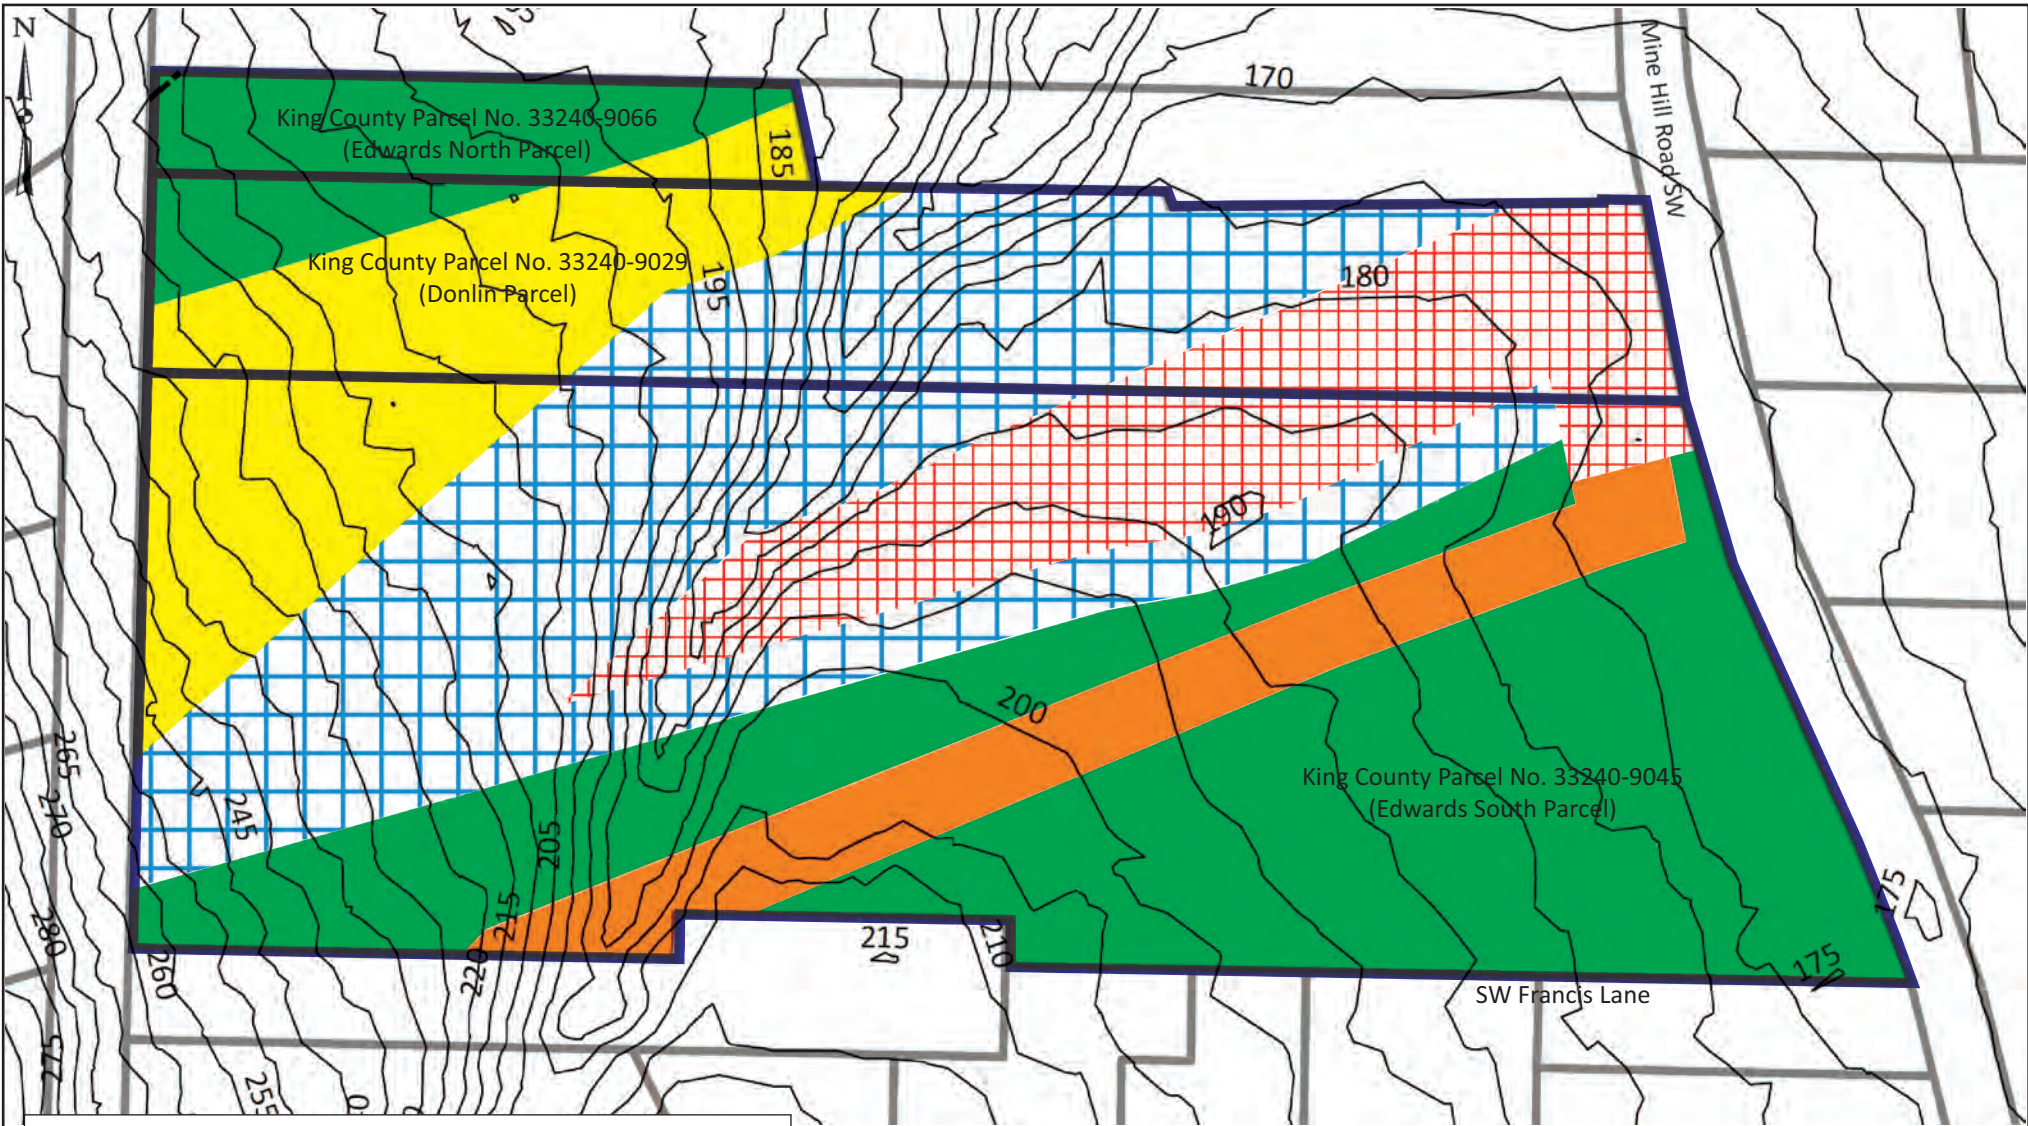 N
Mine Hill Road SW
170
King County Parcel No. 33240-9066
(Edwards North Parcel)
185
King County Parcel No. 33240-9029
(Donlin Parcel)
195
180
190
200
265
270
245
205
King County Parcel No. 33240-9045
(Edwards South Parcel)
215
175
280
260
220
215
210
175
SW Francis Lane
275
255